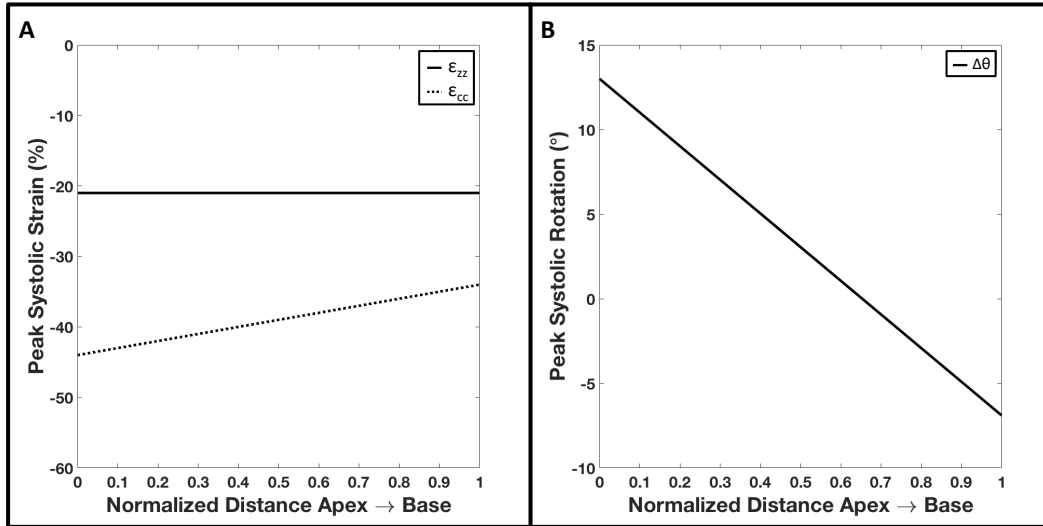 A
0
-10
-20
-30
-40
-50
-60
Peak Systolic Strain (%)
ε_zz
ε_cc
0 0.1 0.2 0.3 0.4 0.5 0.6 0.7 0.8 0.9 1
Normalized Distance Apex → Base
B
15
10
5
0
-5
-10
Peak Systolic Rotation (°)
Δθ
0 0.1 0.2 0.3 0.4 0.5 0.6 0.7 0.8 0.9 1
Normalized Distance Apex → Base